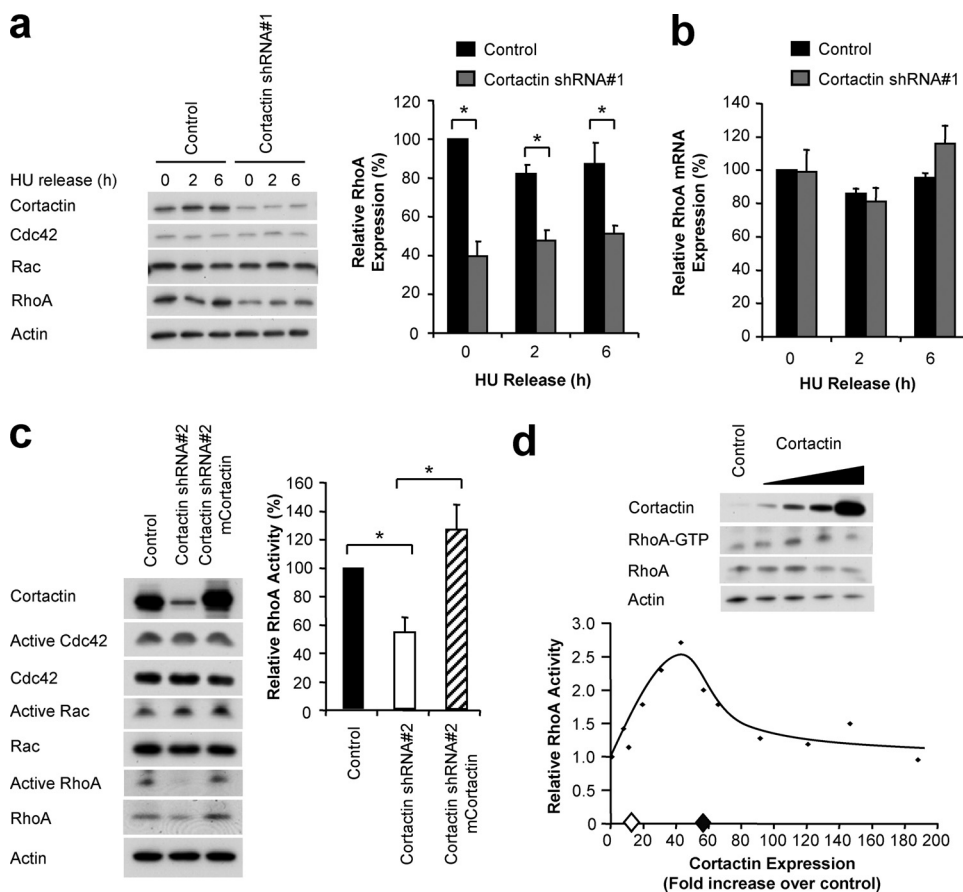 a
Control
Cortactin shRNA#1
HU release (h)
0 2 6 0 2 6
Cortactin
Cdc42
Rac
RhoA
Actin
Control
Cortactin shRNA#1
Relative RhoA
Expression (%)
120
100
80
60
40
20
0
*
*
*
0 2 6
HU Release (h)
b
Control
Cortactin shRNA#1
Relative RhoA mRNA
Expression (%)
140
120
100
80
60
40
20
0
0 2 6
HU Release (h)
c
Control
Cortactin shRNA#2
Cortactin shRNA#2
mCortactin
Cortactin
Active Cdc42
Cdc42
Active Rac
Rac
Active RhoA
RhoA
Actin
Relative RhoA Activity (%)
160
140
120
100
80
60
40
20
0
*
*
Control
Cortactin shRNA#2
Cortactin shRNA#2
mCortactin
d
Control
Cortactin
Cortactin
RhoA-GTP
RhoA
Actin
Relative RhoA Activity
3.0
2.5
2.0
1.5
1.0
0
0 20 40 60 80 100 120 140 160 180 200
Cortactin Expression
(Fold increase over control)